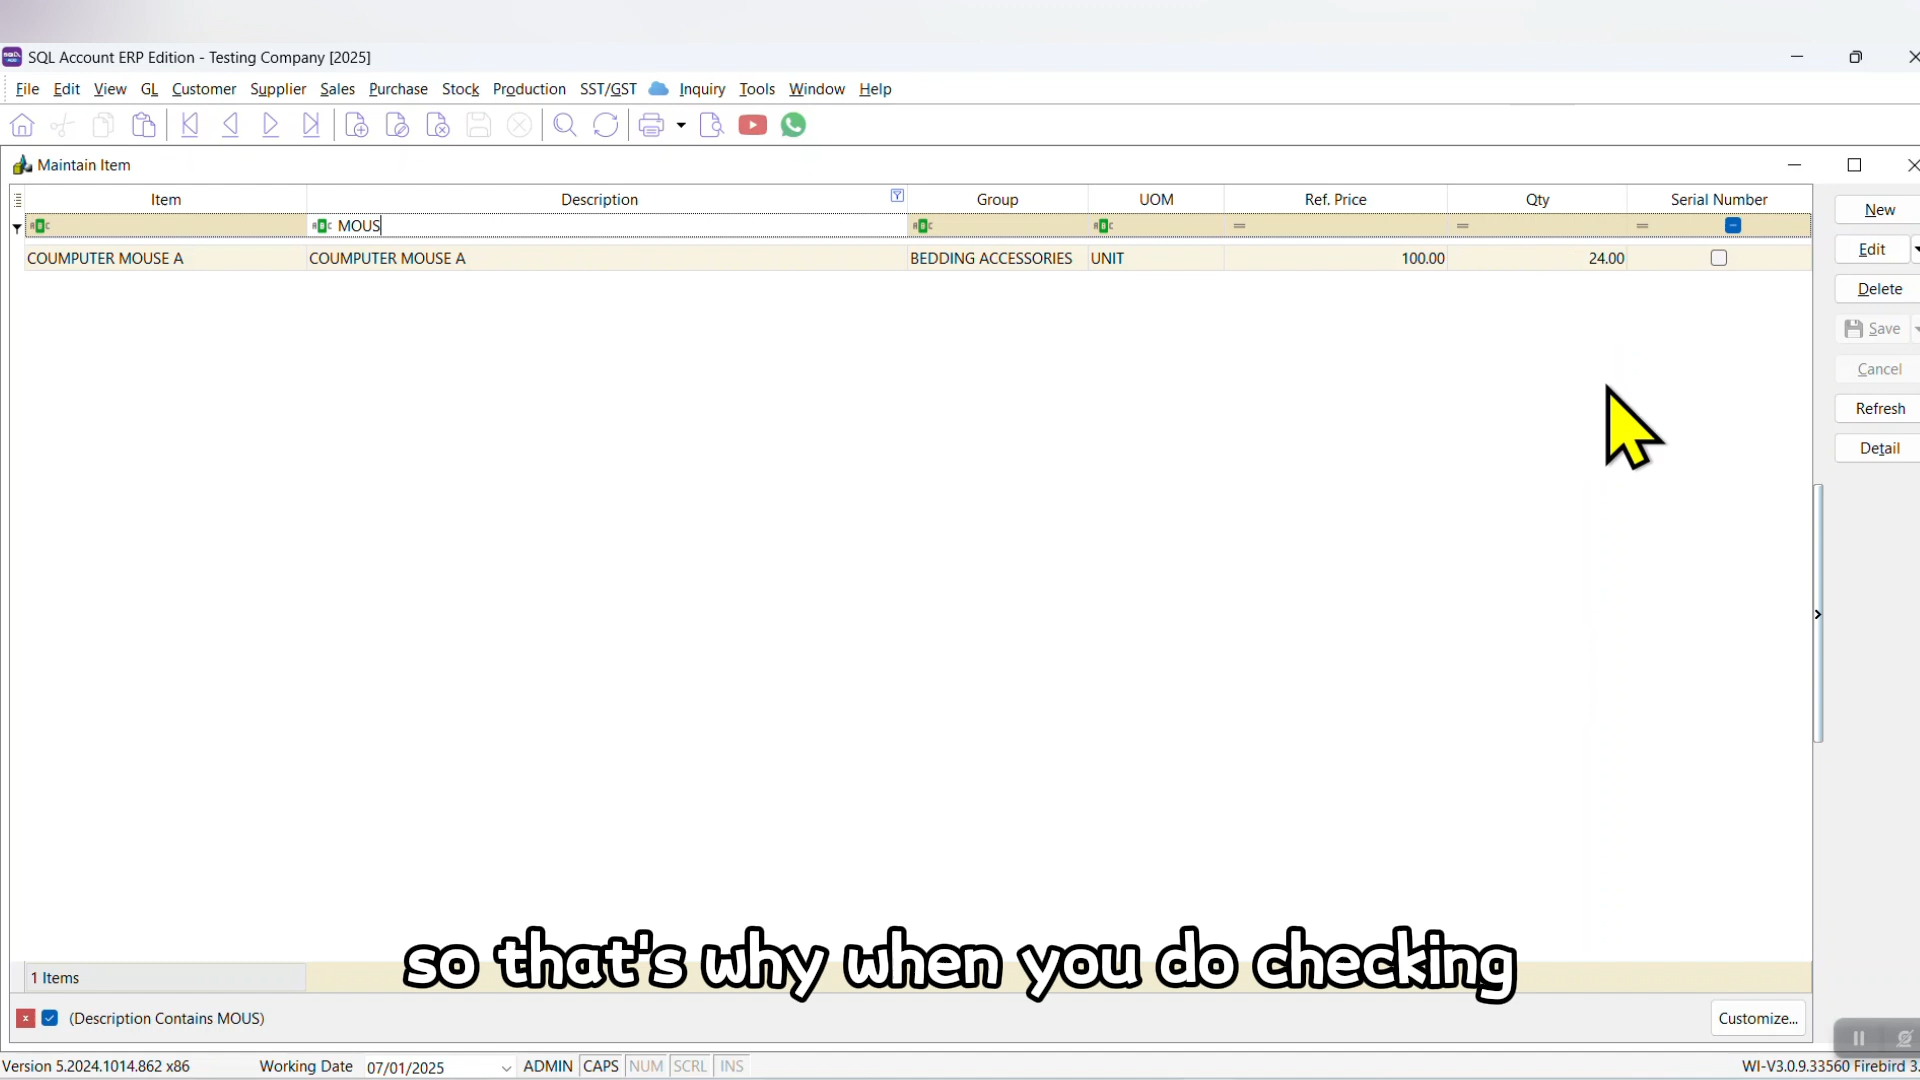 SQL Account ERP Edition - Testing Company [2025]
File Edit View GL Customer Supplier Sales Purchase Stock Production SST/GST Inquiry Tools Window Help
Maintain Item
Item Description Group UOM Ref. Price Qty Serial Number
MOUS
COUMPUTER MOUSE A COUMPUTER MOUSE A BEDDING ACCESSORIES UNIT 100.00 24.00
New
Edit
Delete
Save
Cancel
Refresh
Detail
so that's why when you do checking
1 Items
(Description Contains MOUS)
Customize...
Version 5.2024.1014.862 x86 Working Date 07/01/2025 ADMIN CAPS NUM SCRL INS WI-V3.0.9.33560 Firebird 3.